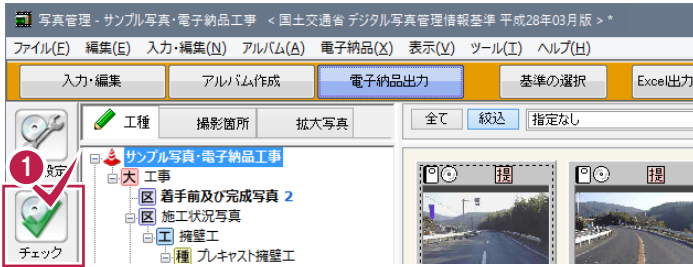 写真管理 - サンプル写真・電子納品工事 <国土交通省 デジタル写真管理情報基準 平成28年03月版 > *
ファイル(F) 編集(E) 入力・編集(N) アルバム(A) 電子納品(X) 表示(V) ツール(T) ヘルプ(H)
入力・編集 アルバム作成 電子納品出力 基準の選択 Excel出力
工種 撮影箇所 拡大写真 全て 絞込 指定なし
設定
1
チェック
サンプル写真・電子納品工事
大 工事
区 着手前及び完成写真 2
区 施工状況写真
工 擁壁工
種 プレキャスト擁壁工
P 提
P 提